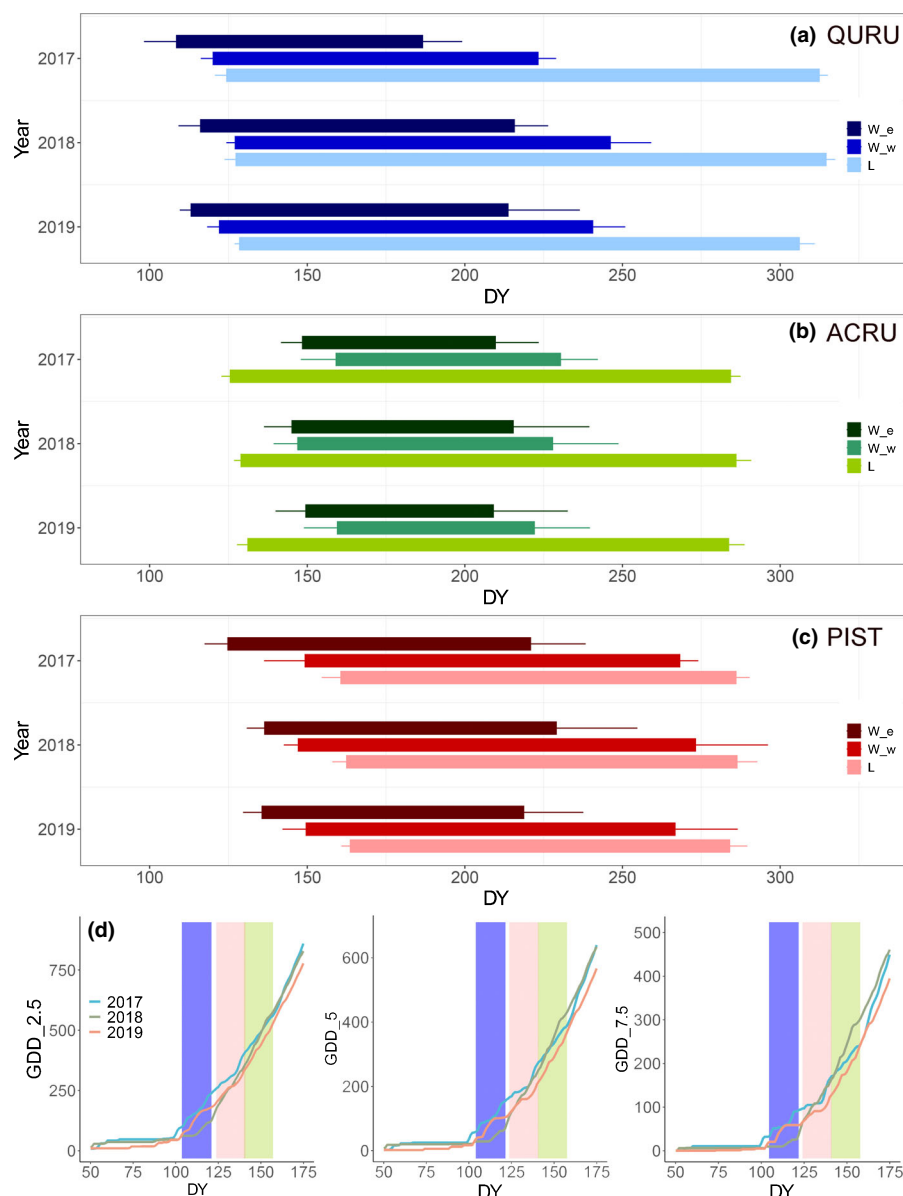 (a) QURU
Year
2017
2018
2019
W_e
W_w
L
100 150 200 250 300
DY
(b) ACRU
Year
2017
2018
2019
W_e
W_w
L
100 150 200 250 300
DY
(c) PIST
Year
2017
2018
2019
W_e
W_w
L
100 150 200 250 300
DY
(d)
GDD_2.5
750
500
250
0
2017
2018
2019
50 75 100 125 150 175
DY
GDD_5
600
400
200
0
50 75 100 125 150 175
DY
GDD_7.5
500
400
300
200
100
0
50 75 100 125 150 175
DY